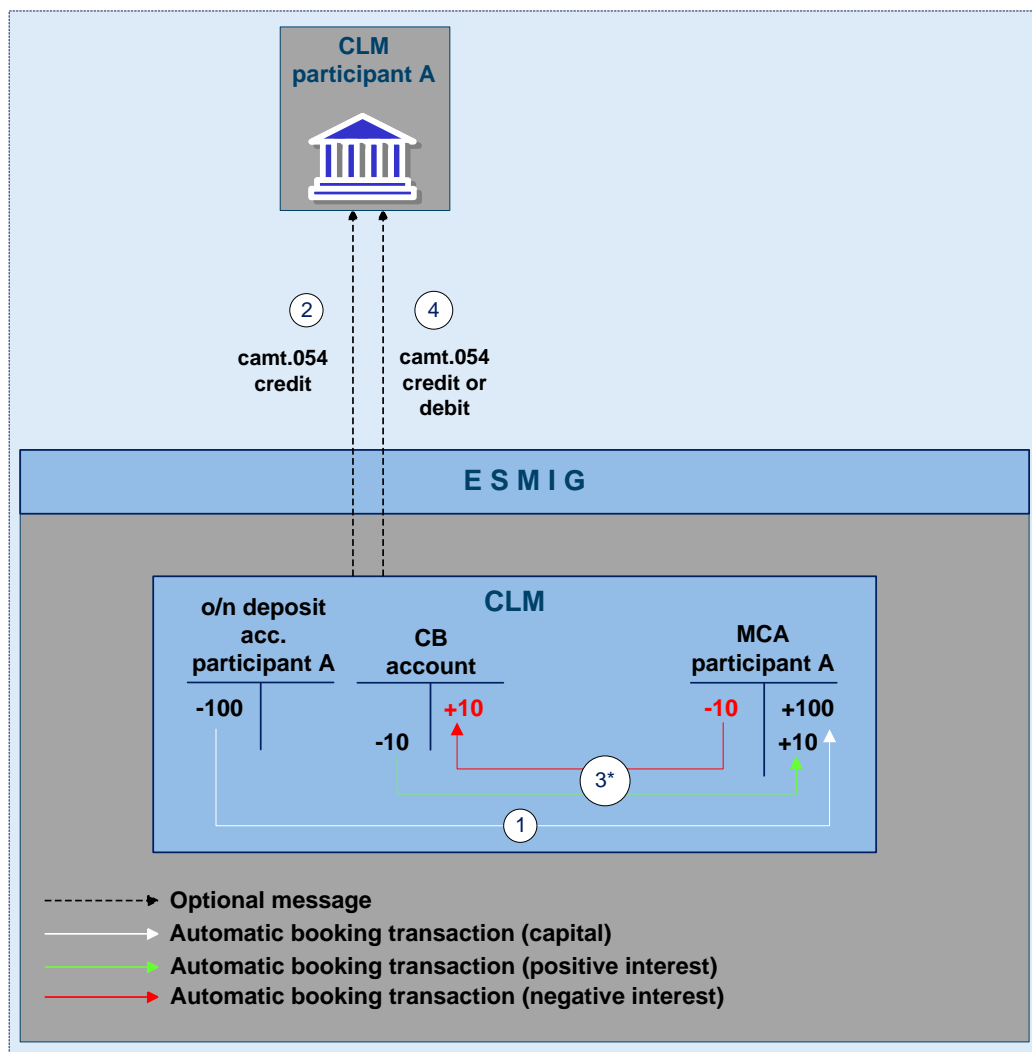 CLM
participant A
2
4
camt.054
credit
camt.054
credit or
debit
E S M I G
CLM
o/n deposit
acc.
participant A
CB
account
MCA
participant A
-100
+10
-10
+100
-10
+10
3*
1
Optional message
Automatic booking transaction (capital)
Automatic booking transaction (positive interest)
Automatic booking transaction (negative interest)